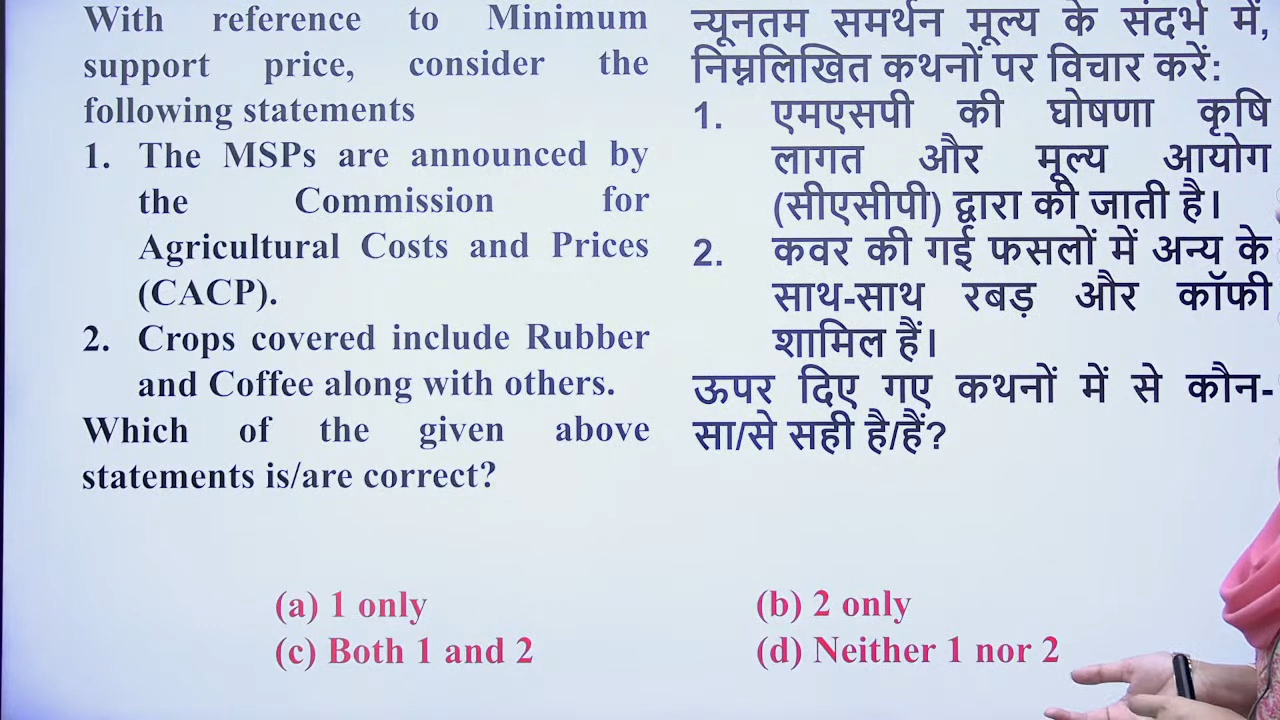 With reference to Minimum
support price, consider the
following statements
1. The MSPs are announced by
the Commission for
Agricultural Costs and Prices
(CACP).
2. Crops covered include Rubber
and Coffee along with others.
Which of the given above
statements is/are correct?
न्यूनतम समर्थन मूल्य के संदर्भ में,
निम्नलिखित कथनों पर विचार करें:
1. एमएसपी की घोषणा कृषि
लागत और मूल्य आयोग
(सीएसीपी) द्वारा की जाती है।
2. कवर की गई फसलों में अन्य के
साथ-साथ रबड़ और कॉफी
शामिल हैं।
ऊपर दिए गए कथनों में से कौन-
सा/से सही है/हैं?
(a) 1 only
(b) 2 only
(c) Both 1 and 2
(d) Neither 1 nor 2